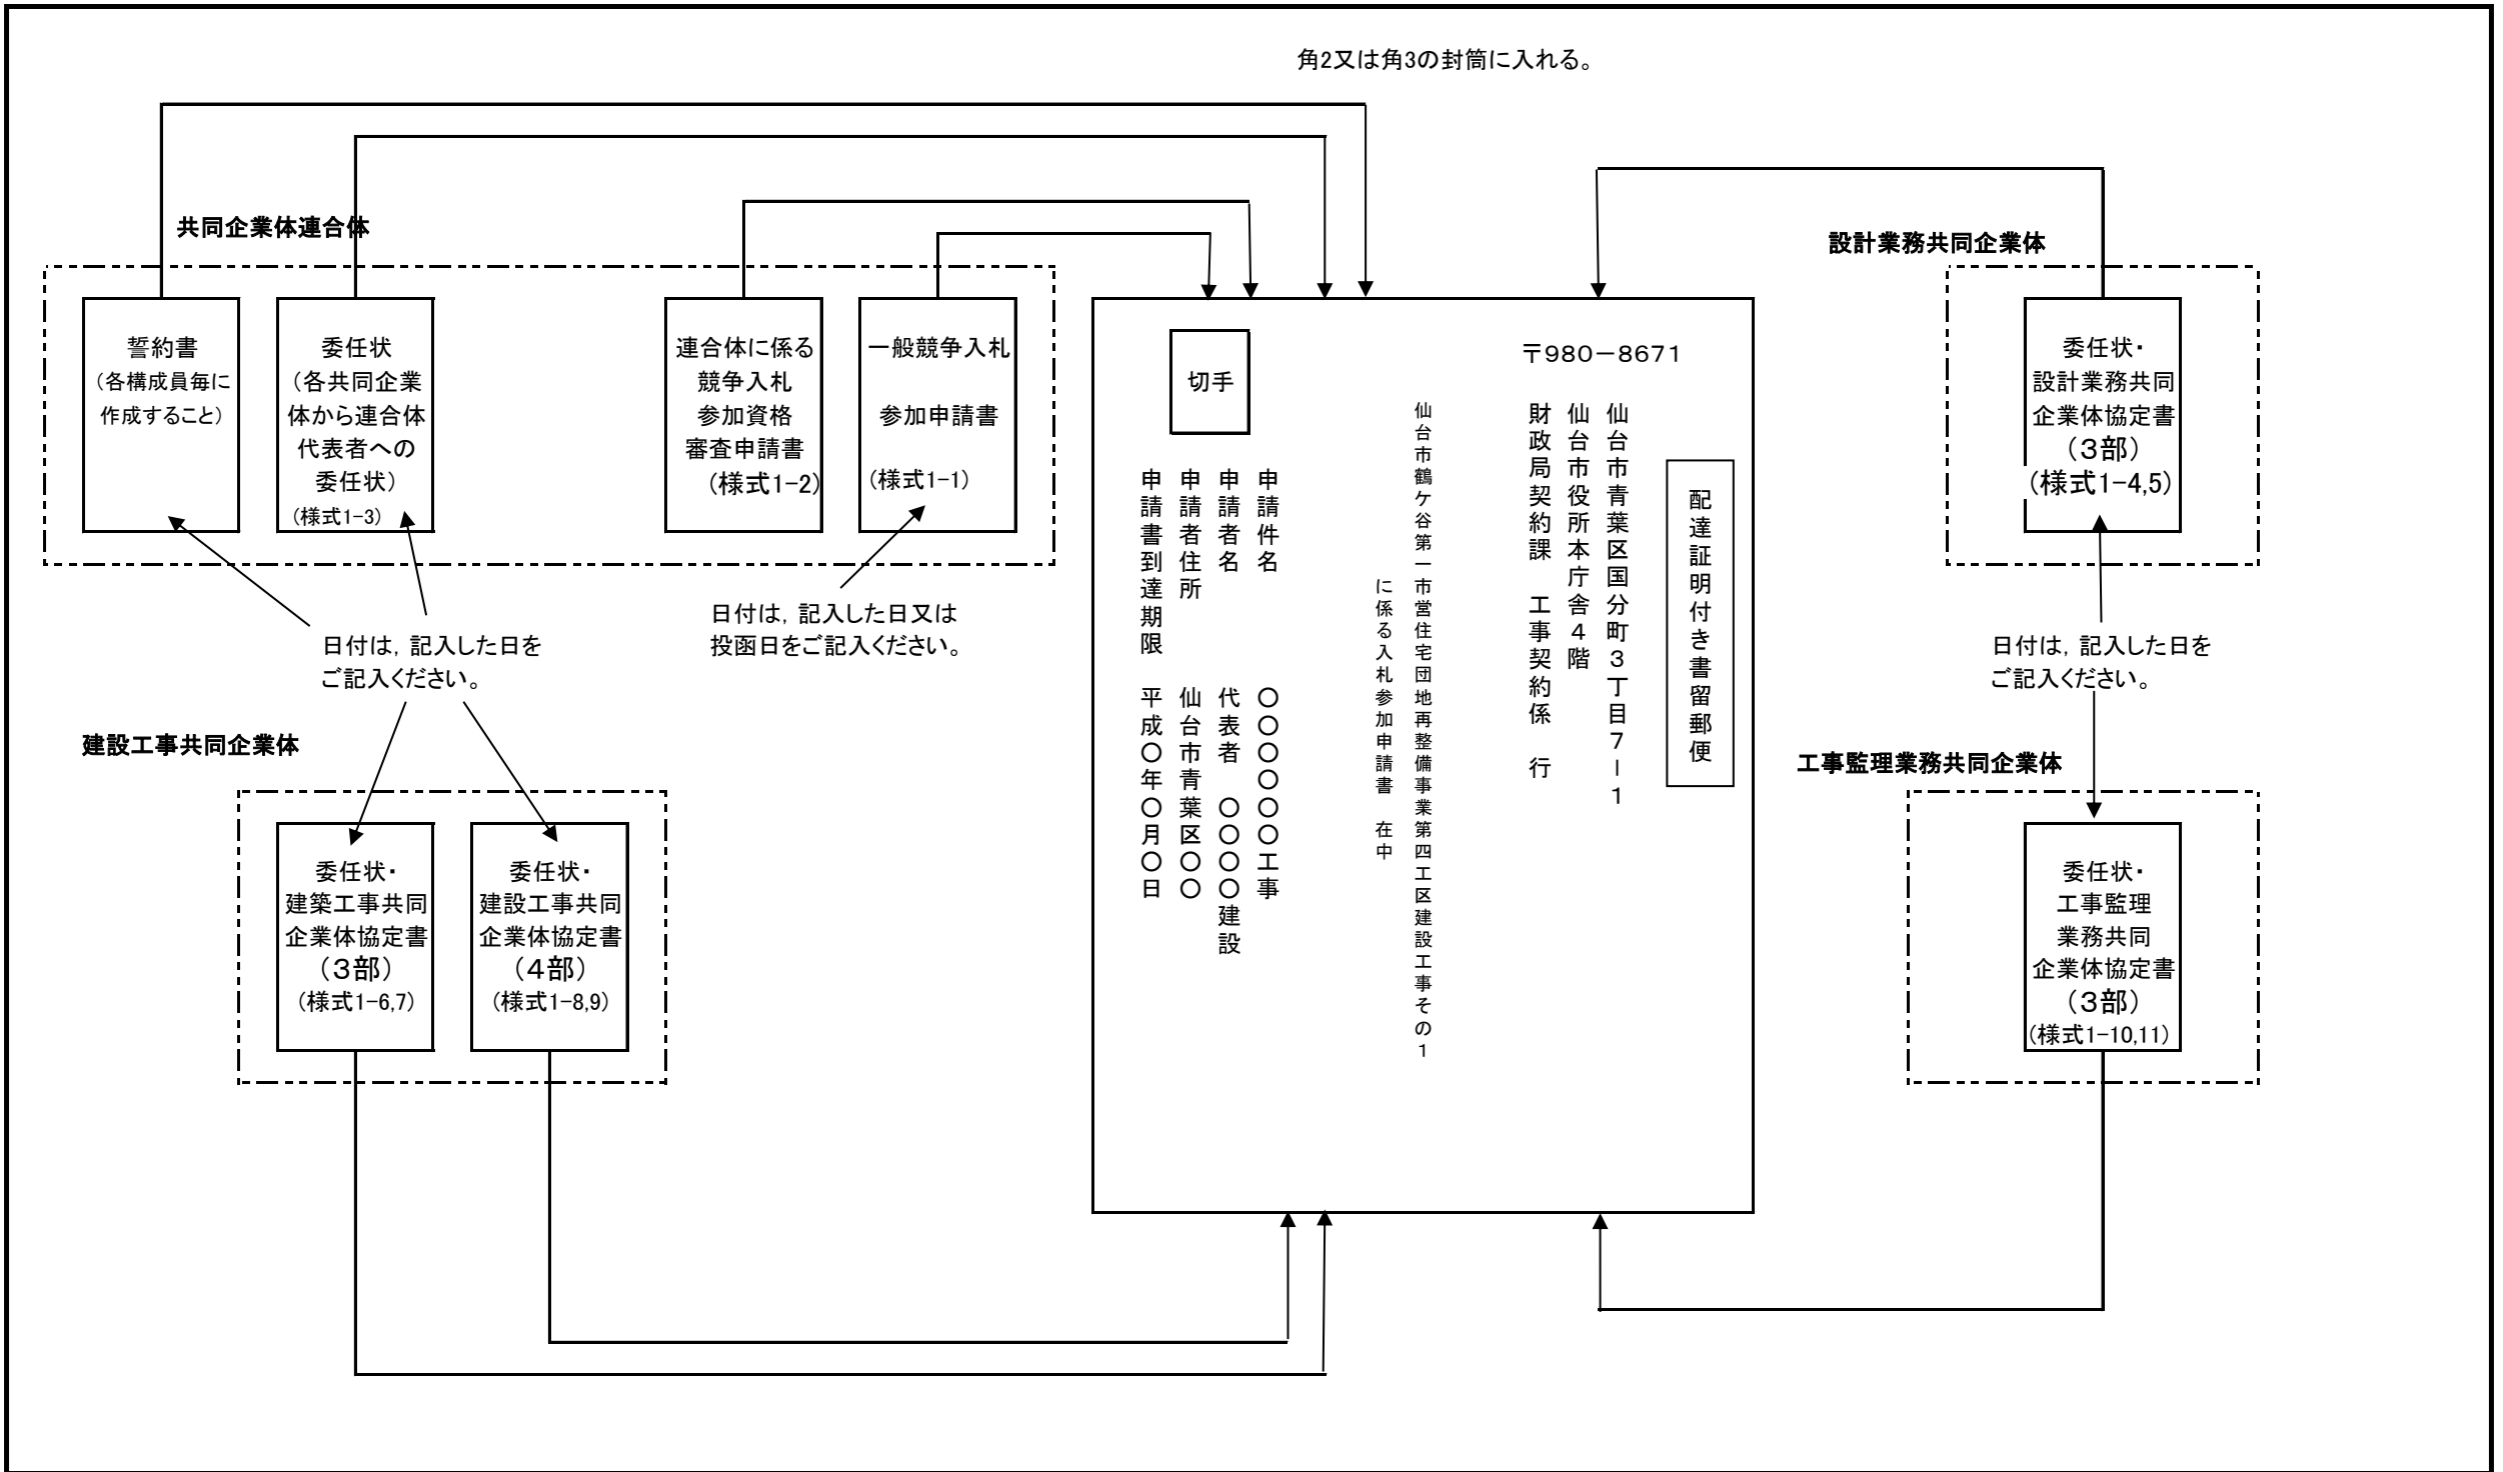 角2又は角3の封筒に入れる。
共同企業体連合体
誓約書
（各構成員毎に
作成すること）
委任状
（各共同企業
体から連合体
代表者への
委任状）
（様式1-3）
連合体に係る
競争入札
参加資格
審査申請書
（様式1-2）
一般競争入札
参加申請書
（様式1-1）
日付は，記入した日を
ご記入ください。
日付は，記入した日又は
投函日をご記入ください。
建設工事共同企業体
委任状・
建築工事共同
企業体協定書
（３部）
（様式1-6,7）
委任状・
建設工事共同
企業体協定書
（４部）
（様式1-8,9）
切手
〒９８０－８６７１
配達証明付き書留郵便
仙台市青葉区国分町３丁目７－１
仙台市役所本庁舎４階
財政局契約課　工事契約係　行
仙台市鶴ケ谷第一市営住宅団地再整備事業第四工区建設工事その１
に係る入札参加申請書　在中
申請件名　〇〇〇〇〇〇工事
申請者名　代表者　〇〇〇〇建設
申請者住所　仙台市青葉区〇〇
申請書到達期限　平成〇年〇月〇日
設計業務共同企業体
委任状・
設計業務共同
企業体協定書
（３部）
（様式1-4,5）
日付は，記入した日を
ご記入ください。
工事監理業務共同企業体
委任状・
工事監理
業務共同
企業体協定書
（３部）
（様式1-10,11）